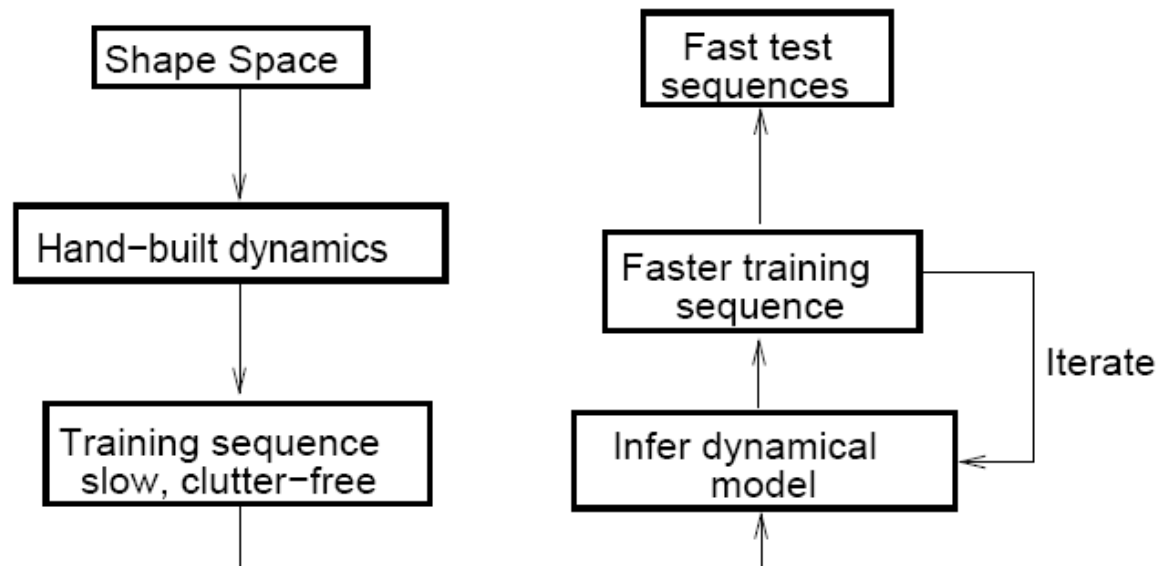 Shape Space
Hand−built dynamics
Training sequence
slow, clutter−free
Fast test
sequences
Faster training
sequence
Iterate
Infer dynamical
model